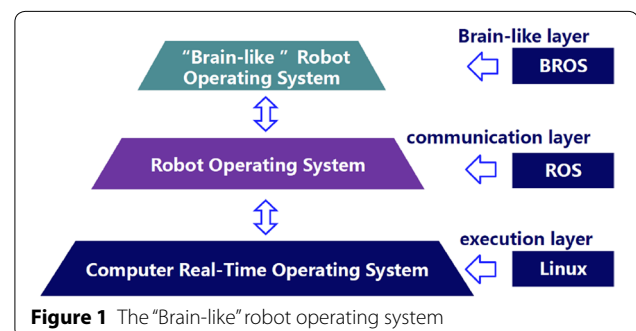 Brain-like layer
“Brain-like ” Robot
Operating System
BROS
communication layer
Robot Operating System
ROS
execution layer
Computer Real-Time Operating System
Linux
Figure 1 The “Brain-like” robot operating system